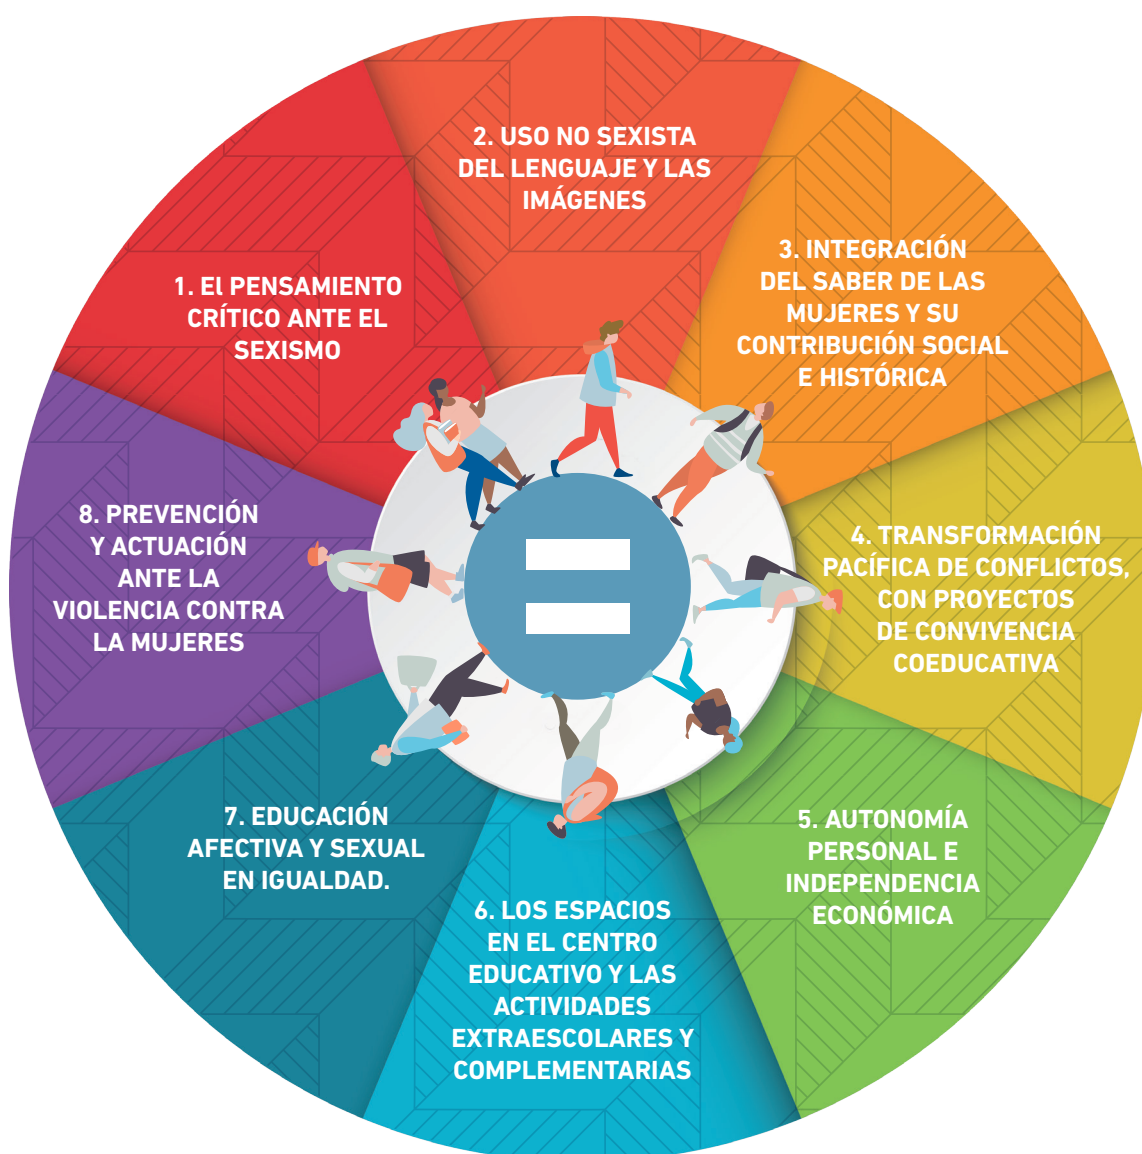 1. El PENSAMIENTO
CRÍTICO ANTE EL
SEXISMO
2. USO NO SEXISTA
DEL LENGUAJE Y LAS
IMÁGENES
3. INTEGRACIÓN
DEL SABER DE LAS
MUJERES Y SU
CONTRIBUCIÓN SOCIAL
E HISTÓRICA
4. TRANSFORMACIÓN
PACÍFICA DE CONFLICTOS,
CON PROYECTOS
DE CONVIVENCIA
COEDUCATIVA
5. AUTONOMÍA
PERSONAL E
INDEPENDENCIA
ECONÓMICA
6. LOS ESPACIOS
EN EL CENTRO
EDUCATIVO Y LAS
ACTIVIDADES
EXTRAESCOLARES Y
COMPLEMENTARIAS
7. EDUCACIÓN
AFECTIVA Y SEXUAL
EN IGUALDAD.
8. PREVENCIÓN
Y ACTUACIÓN
ANTE LA
VIOLENCIA CONTRA
LA MUJERES
=